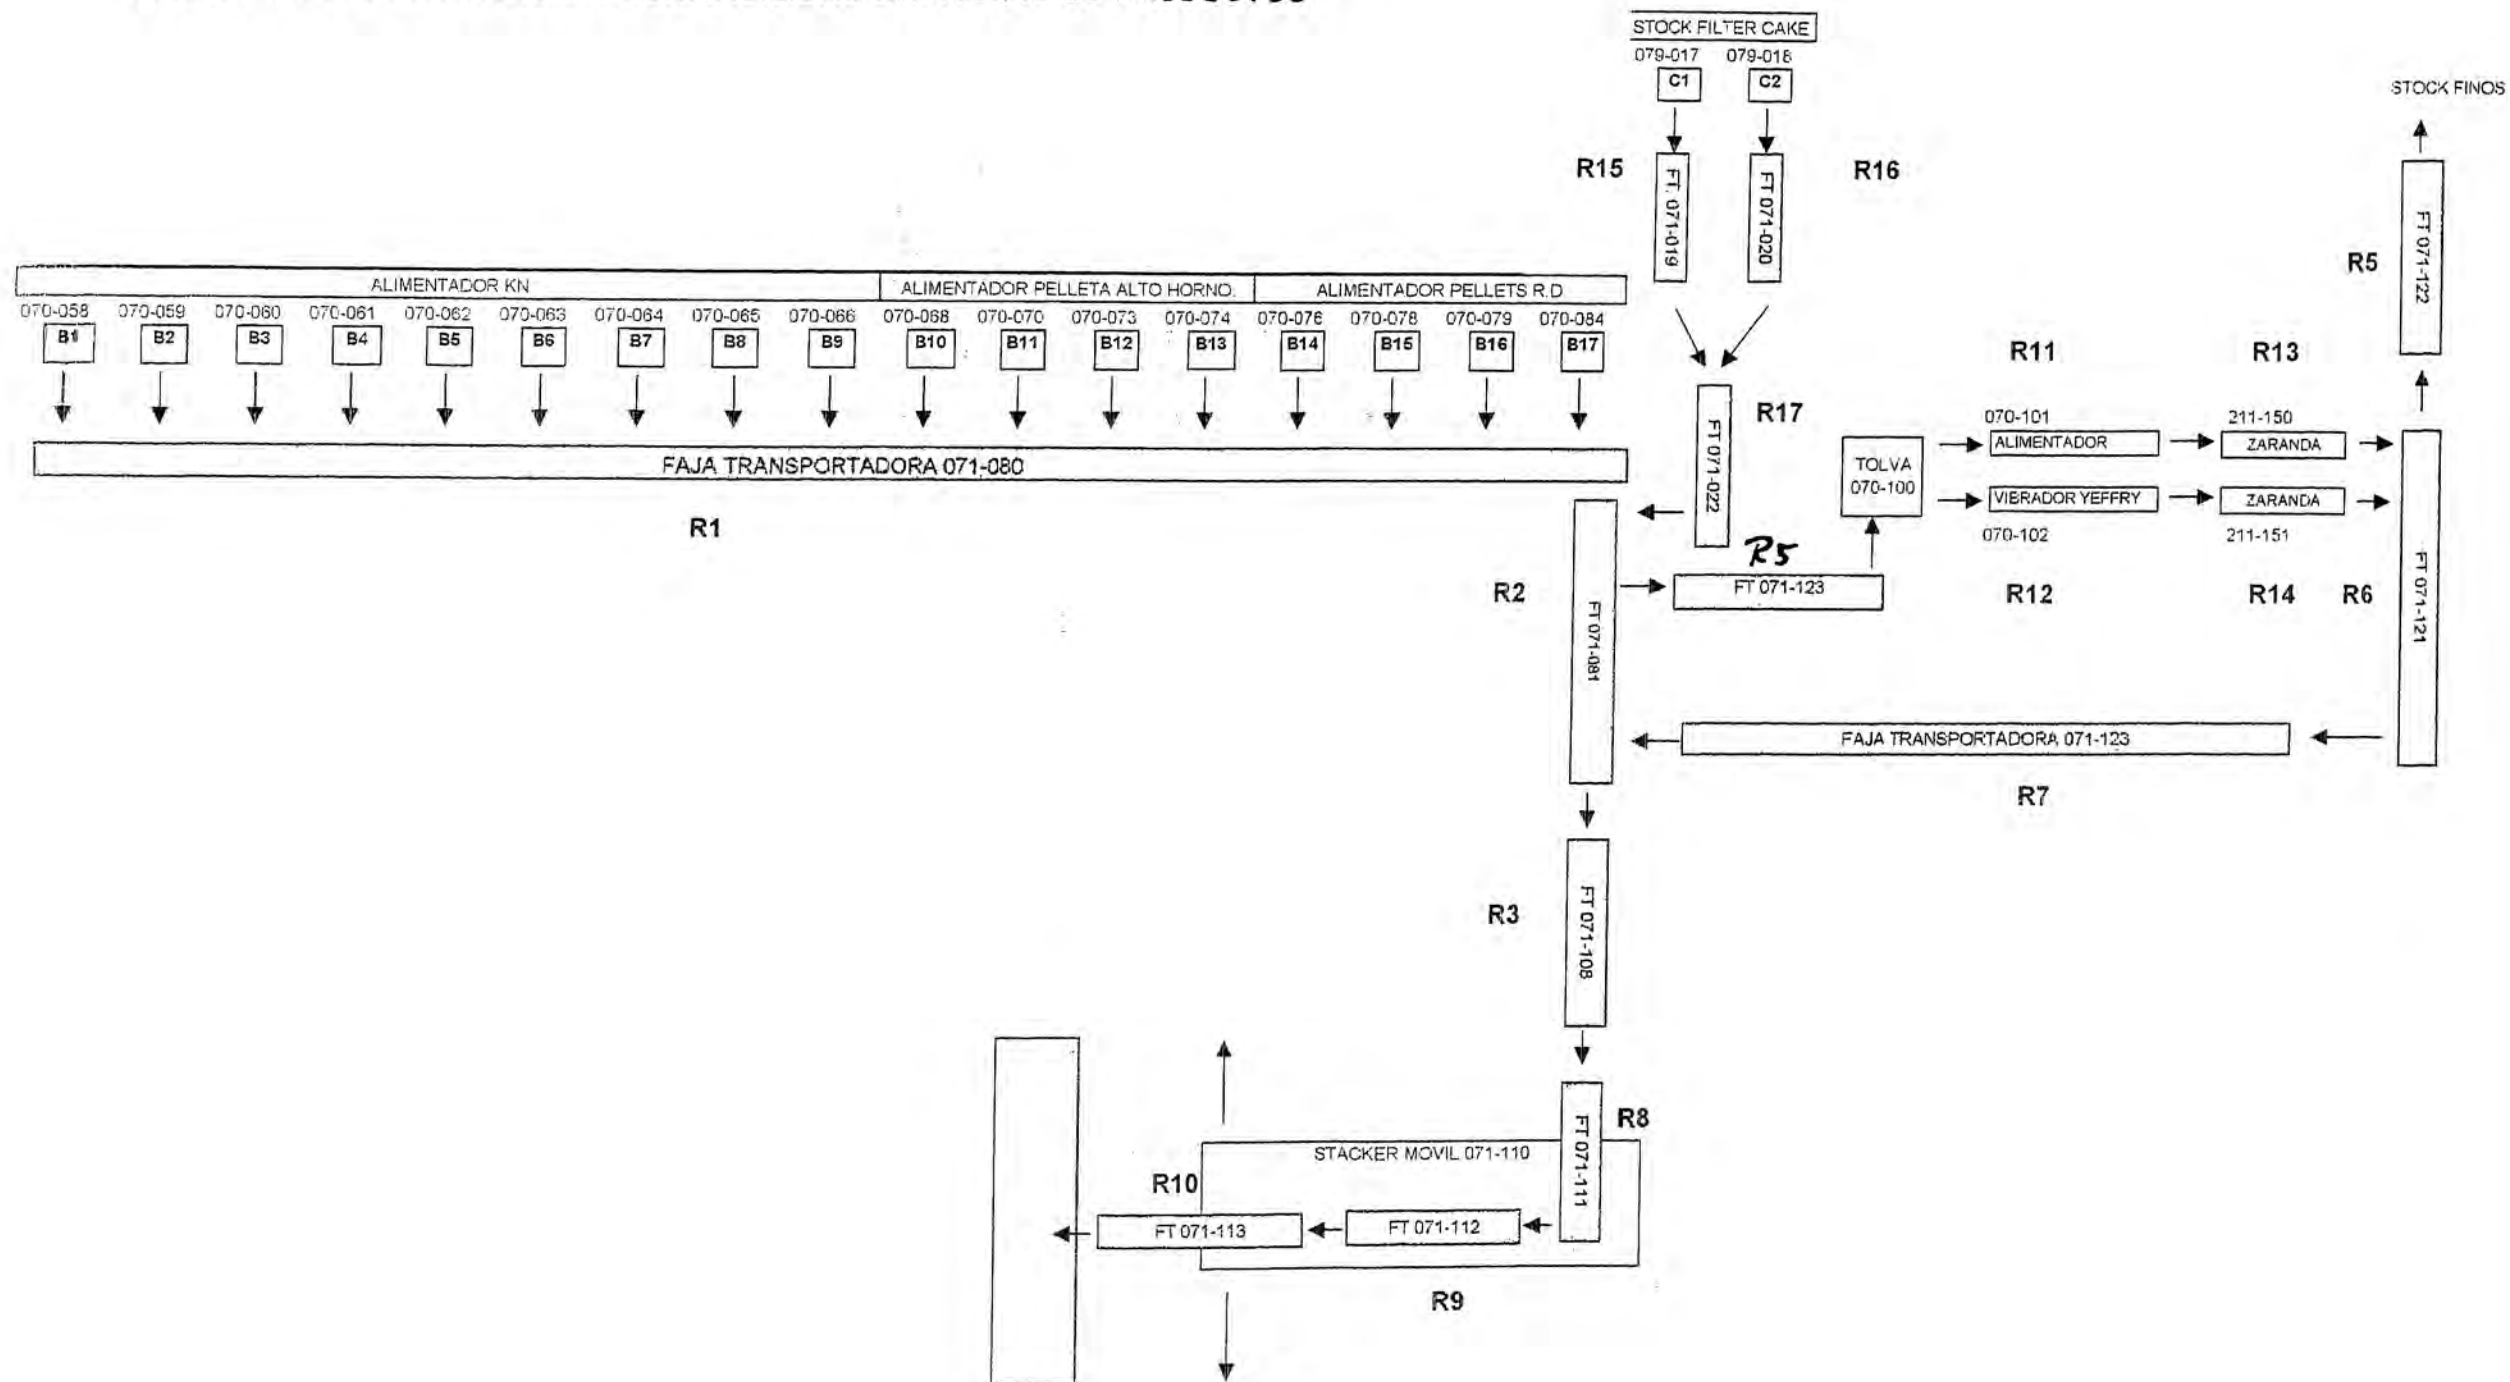 STOCK FILTER CAKE
079-017 079-018
C1 C2
STOCK FINOS
R15 FT. 071-019 FT 071-020 R16
R5 FT 071-122
ALIMENTADOR KN ALIMENTADOR PELLETA ALTO HORNO. ALIMENTADOR PELLETS R.D
070-058 070-059 070-060 070-061 070-062 070-063 070-064 070-065 070-066 070-068 070-070 070-073 070-074 070-076 070-078 070-079 070-084
B1 B2 B3 B4 B5 B6 B7 B8 B9 B10 B11 B12 B13 B14 B15 B16 B17
FAJA TRANSPORTADORA 071-080
R1
FT 071-022 R17
R11 R13
070-101 211-150
ALIMENTADOR ZARANDA
TOLVA
070-100
VIBRADOR YEFFRY ZARANDA
070-102 211-151
R12 R14 R6
FT 071-121
R5
FT 071-123
R2 FT 071-081
FAJA TRANSPORTADORA 071-123
R7
R3 FT 071-108
FT 071-111 R8
STACKER MOVIL 071-110
R10
FT 071-113 FT 071-112
R9